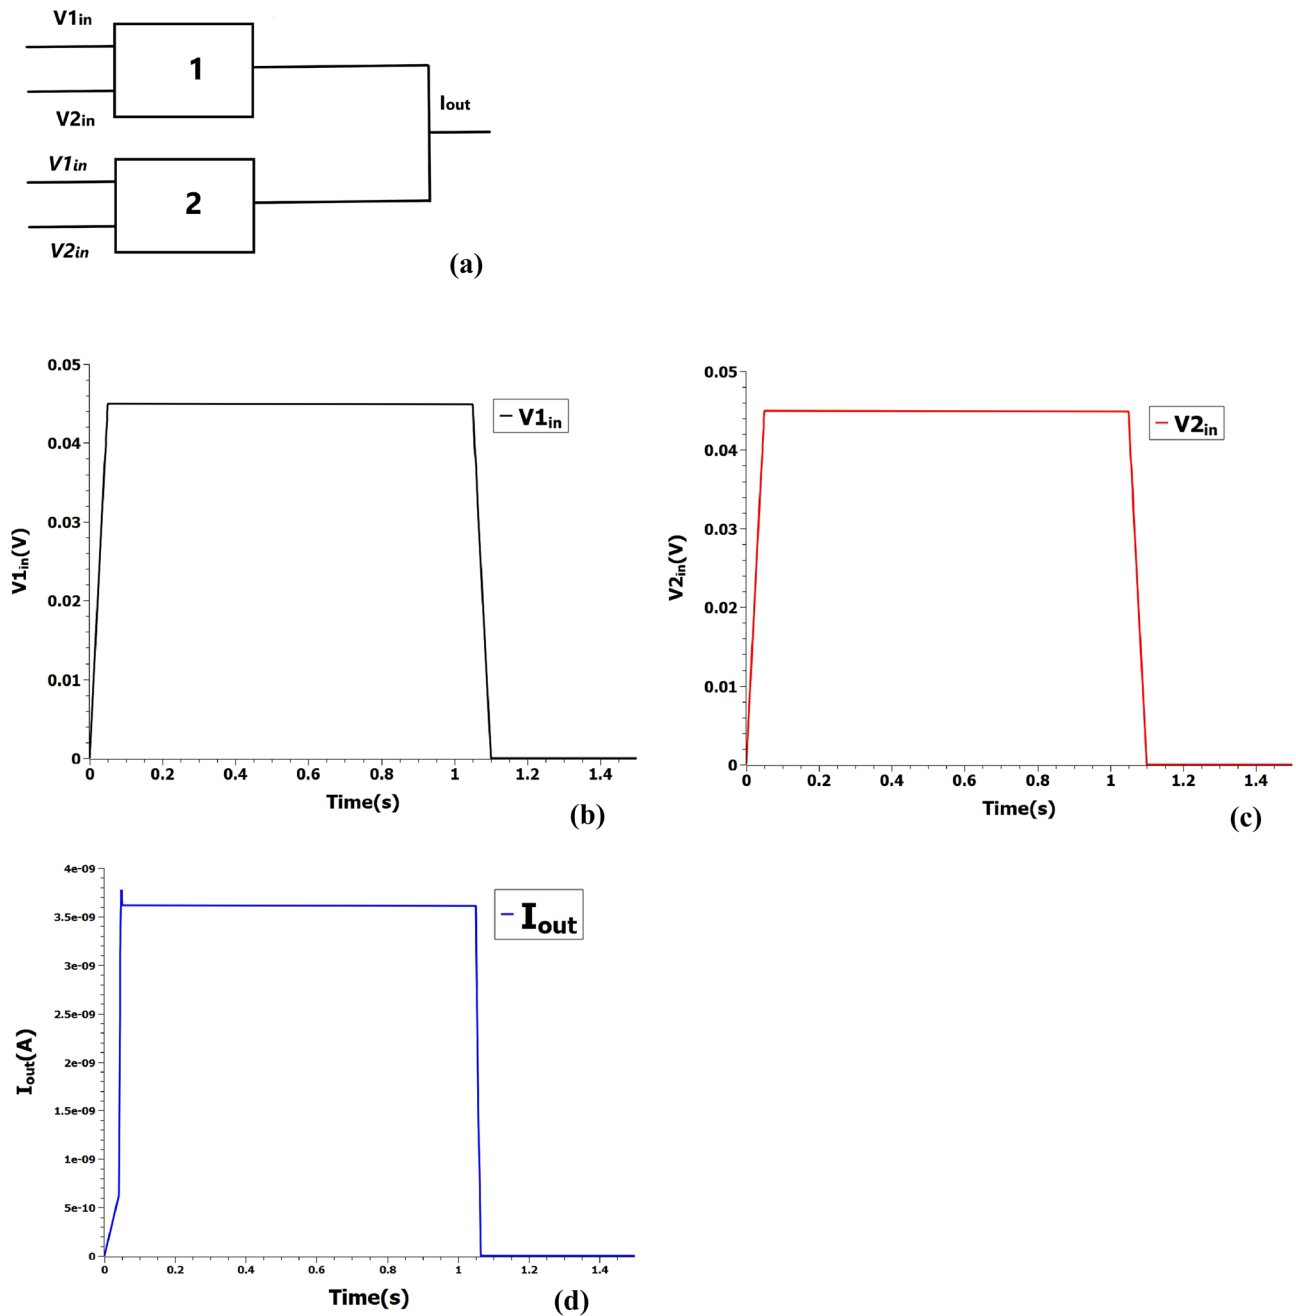 V1in
1
V2in
Iout
V1in
2
V2in
(a)
0.05
0.04
0.03
0.02
0.01
0
V1in(V)
V1in
0 0.2 0.4 0.6 0.8 1 1.2 1.4
Time(s)
(b)
0.05
0.04
0.03
0.02
0.01
0
V2in(V)
V2in
0 0.2 0.4 0.6 0.8 1 1.2 1.4
Time(s)
(c)
4e-09
3.5e-09
3e-09
2.5e-09
2e-09
1.5e-09
1e-09
5e-10
0
Iout(A)
Iout
0 0.2 0.4 0.6 0.8 1 1.2 1.4
Time(s)
(d)